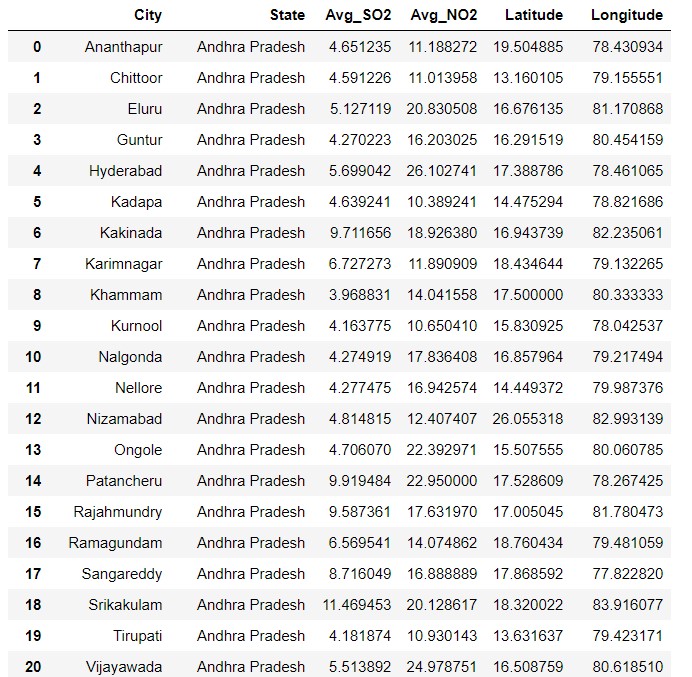 City State Avg_SO2 Avg_NO2 Latitude Longitude
0 Ananthapur Andhra Pradesh 4.651235 11.188272 19.504885 78.430934
1 Chittoor Andhra Pradesh 4.591226 11.013958 13.160105 79.155551
2 Eluru Andhra Pradesh 5.127119 20.830508 16.676135 81.170868
3 Guntur Andhra Pradesh 4.270223 16.203025 16.291519 80.454159
4 Hyderabad Andhra Pradesh 5.699042 26.102741 17.388786 78.461065
5 Kadapa Andhra Pradesh 4.639241 10.389241 14.475294 78.821686
6 Kakinada Andhra Pradesh 9.711656 18.926380 16.943739 82.235061
7 Karimnagar Andhra Pradesh 6.727273 11.890909 18.434644 79.132265
8 Khammam Andhra Pradesh 3.968831 14.041558 17.500000 80.333333
9 Kurnool Andhra Pradesh 4.163775 10.650410 15.830925 78.042537
10 Nalgonda Andhra Pradesh 4.274919 17.836408 16.857964 79.217494
11 Nellore Andhra Pradesh 4.277475 16.942574 14.449372 79.987376
12 Nizamabad Andhra Pradesh 4.814815 12.407407 26.055318 82.993139
13 Ongole Andhra Pradesh 4.706070 22.392971 15.507555 80.060785
14 Patancheru Andhra Pradesh 9.919484 22.950000 17.528609 78.267425
15 Rajahmundry Andhra Pradesh 9.587361 17.631970 17.005045 81.780473
16 Ramagundam Andhra Pradesh 6.569541 14.074862 18.760434 79.481059
17 Sangareddy Andhra Pradesh 8.716049 16.888889 17.868592 77.822820
18 Srikakulam Andhra Pradesh 11.469453 20.128617 18.320022 83.916077
19 Tirupati Andhra Pradesh 4.181874 10.930143 13.631637 79.423171
20 Vijayawada Andhra Pradesh 5.513892 24.978751 16.508759 80.618510